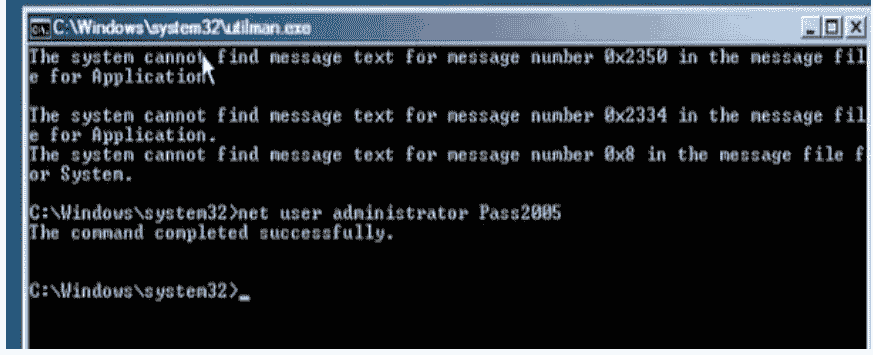 C:\Windows\system32\utilman.exe
The system cannot find message text for message number 0x2350 in the message fil
e for Application.
The system cannot find message text for message number 0x2334 in the message fil
e for Application.
The system cannot find message text for message number 0x8 in the message file f
or System.
C:\Windows\system32>net user administrator Pass2005
The command completed successfully.
C:\Windows\system32>_